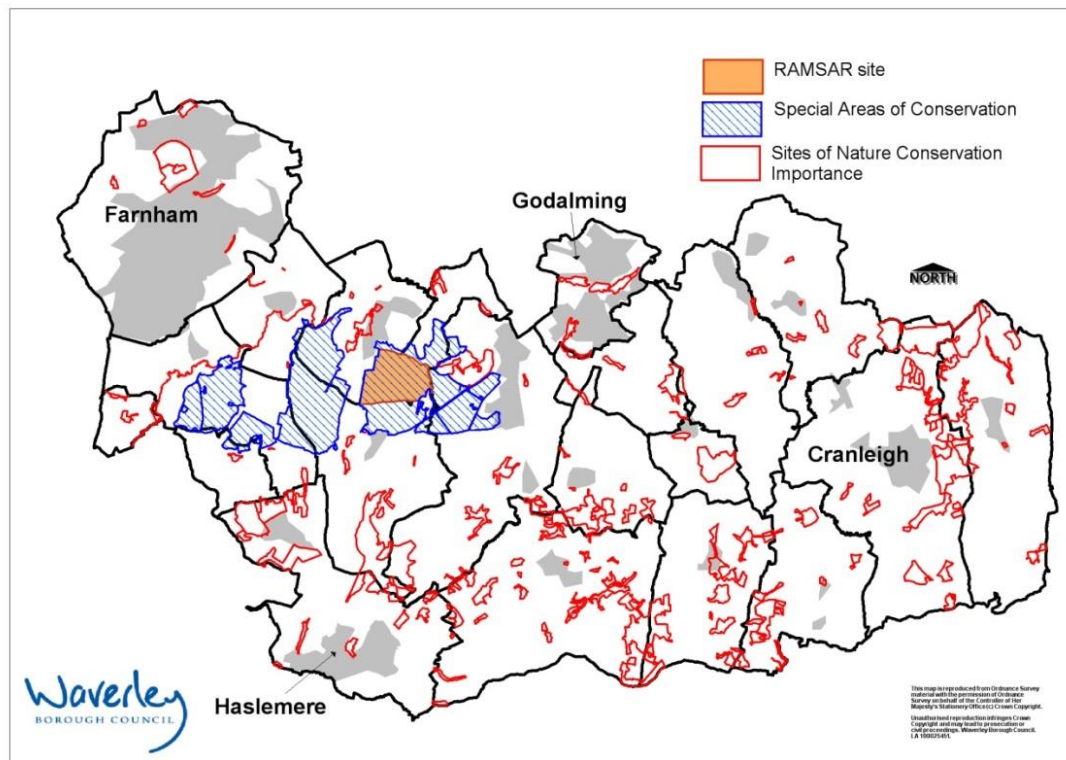 RAMSAR site
Special Areas of Conservation
Sites of Nature Conservation
Importance
Farnham
Godalming
NORTH
Cranleigh
Haslemere
Waverley
BOROUGH COUNCIL
This map is reproduced from Ordnance Survey
material with the permission of Ordnance
Survey on behalf of the Controller of Her
Majesty's Stationery Office (c) Crown Copyright.
Unauthorised reproduction infringes Crown
Copyright and may lead to prosecution or
civil proceedings. Waverley Borough Council.
LA 100025451.